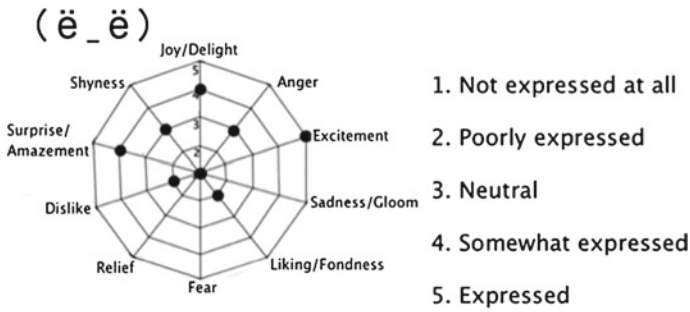 (ë_ë)
Joy/Delight
5
4
3
2
Shyness
Anger
Surprise/
Amazement
Excitement
Dislike
Sadness/Gloom
Relief
Liking/Fondness
Fear
1. Not expressed at all
2. Poorly expressed
3. Neutral
4. Somewhat expressed
5. Expressed